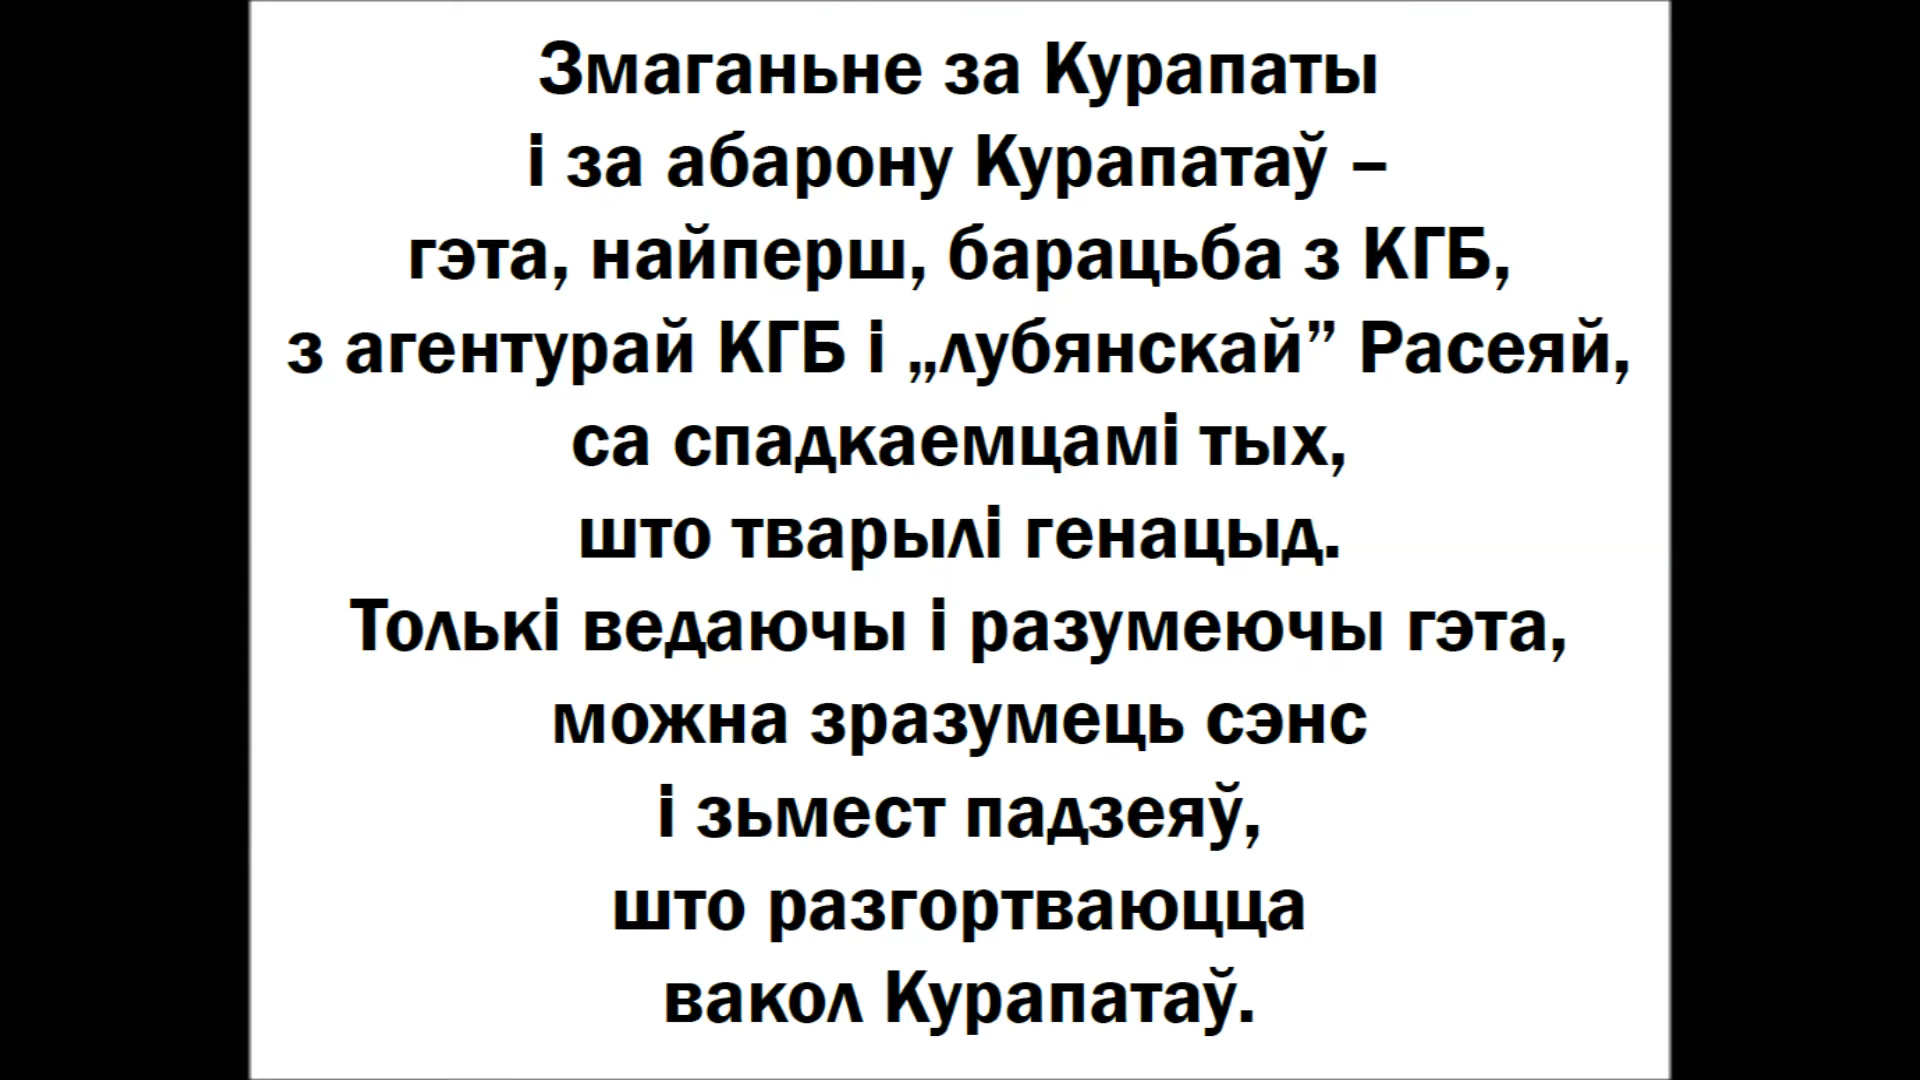 Змаганьне за Курапаты
і за абарону Курапатаў –
гэта, найперш, барацьба з КГБ,
з агентурай КГБ і „лубянскай” Расеяй,
са спадкаемцамі тых,
што тварылі генацыд.
Толькі ведаючы і разумеючы гэта,
можна зразумець сэнс
і зьмест падзеяў,
што разгортваюцца
вакол Курапатаў.